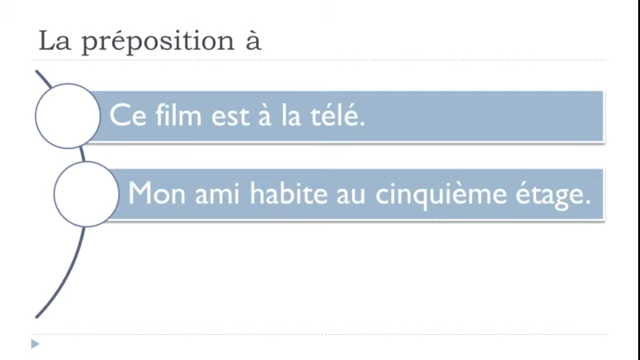 La préposition à
Ce film est à la télé.
Mon ami habite au cinquième étage.